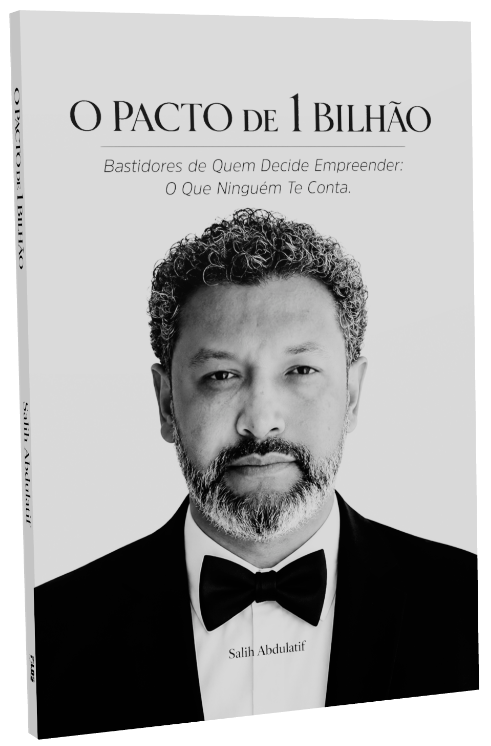 O PACTO DE 1 BILHÃO
Bastidores de Quem Decide Empreender:
O Que Ninguém Te Conta.
Salih Abdulatif
O PACTO DE 1 BILHÃO
Salih Abdulatif